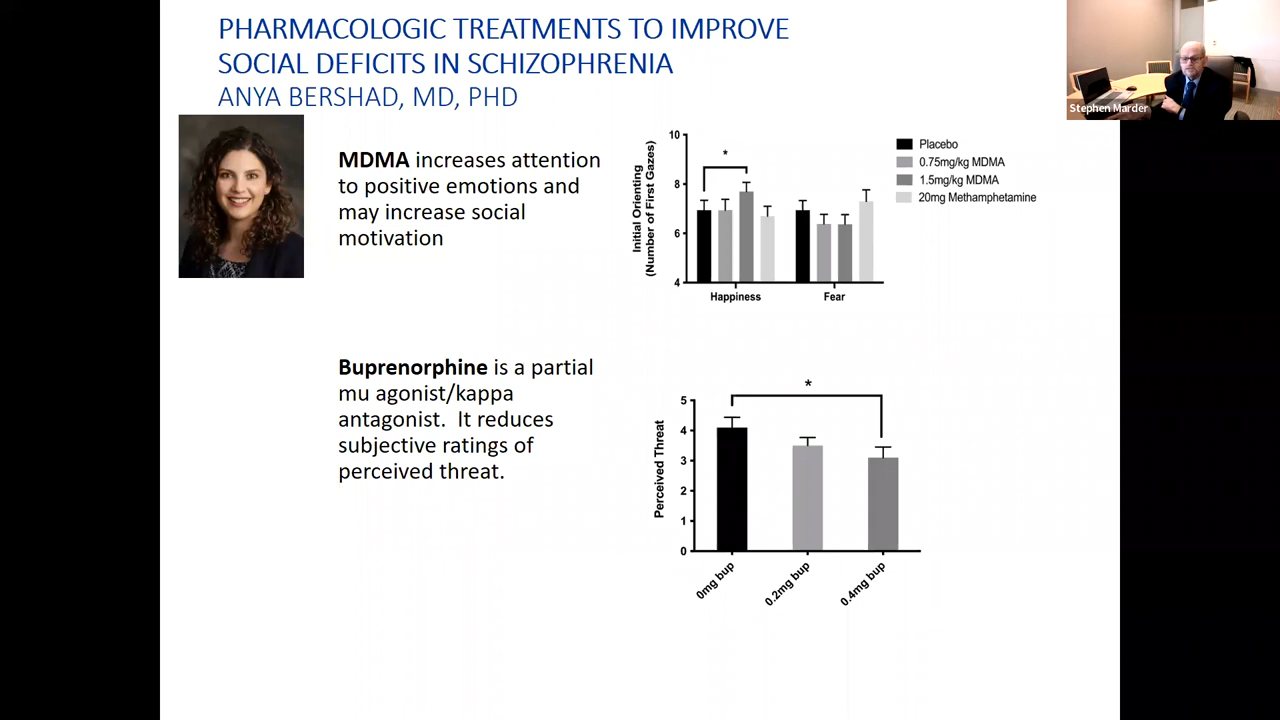 PHARMACOLOGIC TREATMENTS TO IMPROVE
SOCIAL DEFICITS IN SCHIZOPHRENIA
ANYA BERSHAD, MD, PHD
Stephen Marder
MDMA increases attention
to positive emotions and
may increase social
motivation
Initial Orienting
(Number of First Gazes)
10
8
6
4
*
Happiness
Fear
Placebo
0.75mg/kg MDMA
1.5mg/kg MDMA
20mg Methamphetamine
Buprenorphine is a partial
mu agonist/kappa
antagonist. It reduces
subjective ratings of
perceived threat.
Perceived Threat
5
4
3
2
1
0
*
0mg bup
0.2mg bup
0.4mg bup